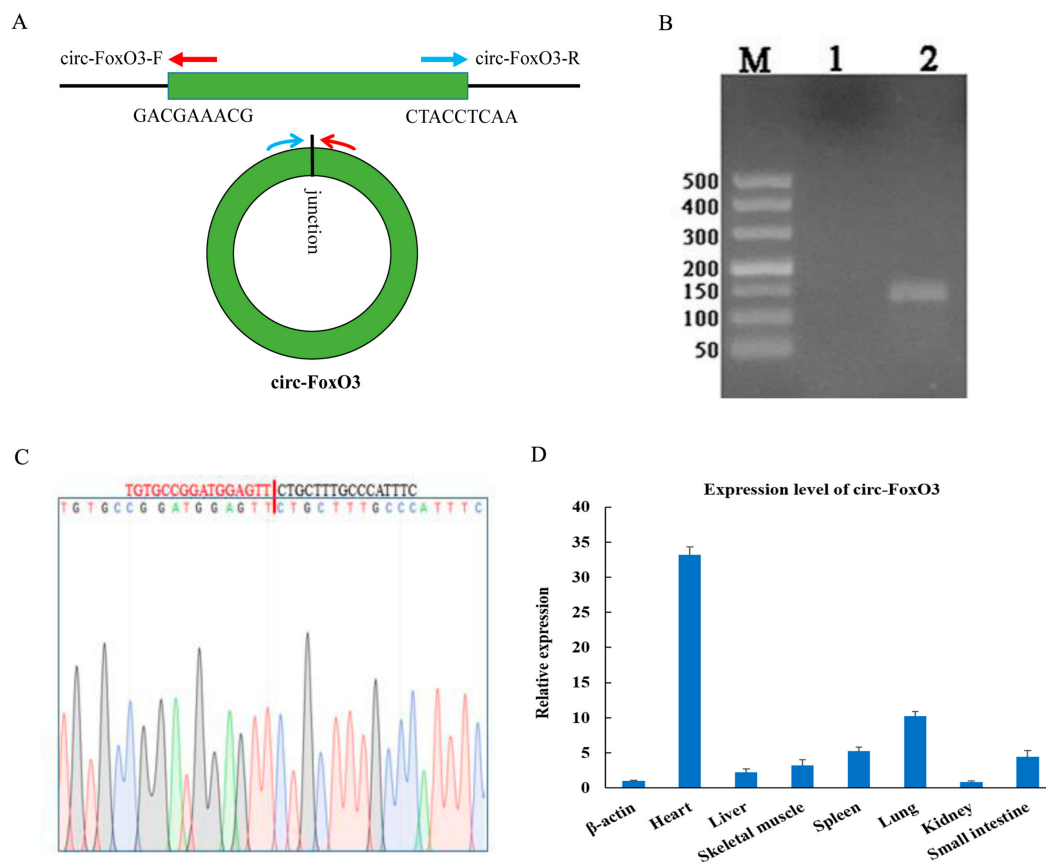 A
circ-FoxO3-F
circ-FoxO3-R
GACGAAACG
CTACCTCAA
junction
circ-FoxO3
B
M 1 2
500
400
300
200
150
100
50
C
TGTGCCGGATGGAGTT CTGCTTTGCCCATTTC
T G T G C C G G A T G G A G T T C T G C T T T G C C C A T T T C
D
Expression level of circ-FoxO3
Relative expression
40
35
30
25
20
15
10
5
0
β-actin
Heart
Liver
Skeletal muscle
Spleen
Lung
Kidney
Small intestine